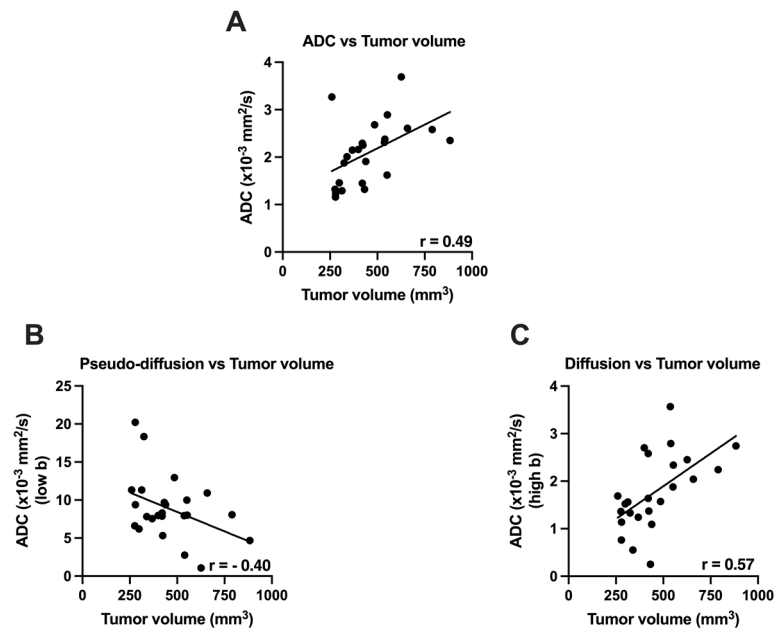 A
ADC vs Tumor volume
4
3
2
1
0
ADC (x10-³ mm²/s)
r = 0.49
0 250 500 750 1000
Tumor volume (mm³)
B
Pseudo-diffusion vs Tumor volume
25
20
15
10
5
0
ADC (x10-³ mm²/s)
(low b)
r = - 0.40
0 250 500 750 1000
Tumor volume (mm³)
C
Diffusion vs Tumor volume
4
3
2
1
0
ADC (x10-³ mm²/s)
(high b)
r = 0.57
0 250 500 750 1000
Tumor volume (mm³)